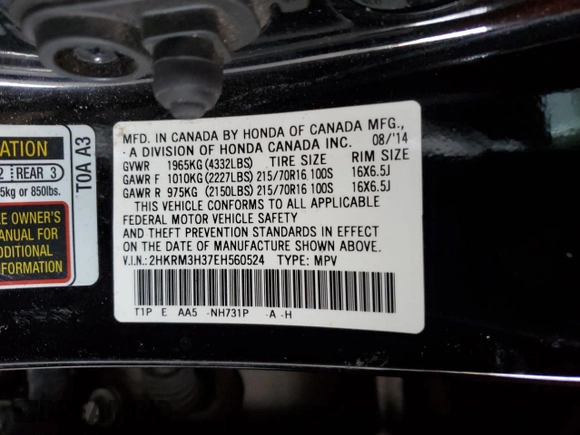 ATION
2 REAR 3
5kg or 850lbs.
E OWNER'S
ANUAL FOR
DDITIONAL
FORMATION
T0A A3
MFD. IN CANADA BY HONDA OF CANADA MFG.,
A DIVISION OF HONDA CANADA INC. 08/'14
GVWR 1965KG (4332LBS) TIRE SIZE RIM SIZE
GAWR F 1010KG (2227LBS) 215/70R16 100S 16X6.5J
GAWR R 975KG (2150LBS) 215/70R16 100S 16X6.5J
THIS VEHICLE CONFORMS TO ALL APPLICABLE
FEDERAL MOTOR VEHICLE SAFETY
AND THEFT PREVENTION STANDARDS IN EFFECT
ON THE DATE OF MANUFACTURE SHOWN ABOVE.
V.I.N.: 2HKRM3H37EH560524 TYPE: MPV
T1P E AA5 -NH731P -A -H